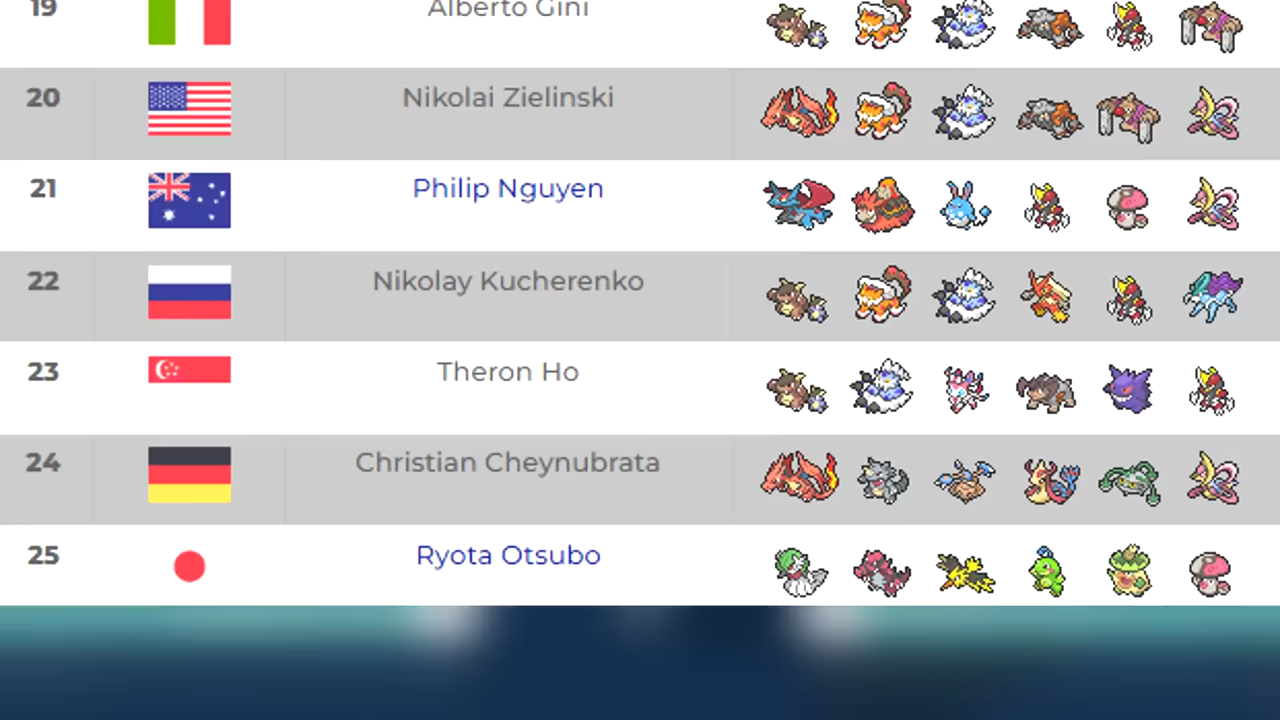 19 Alberto Gini
20 Nikolai Zielinski
21 Philip Nguyen
22 Nikolay Kucherenko
23 Theron Ho
24 Christian Cheynubrata
25 Ryota Otsubo